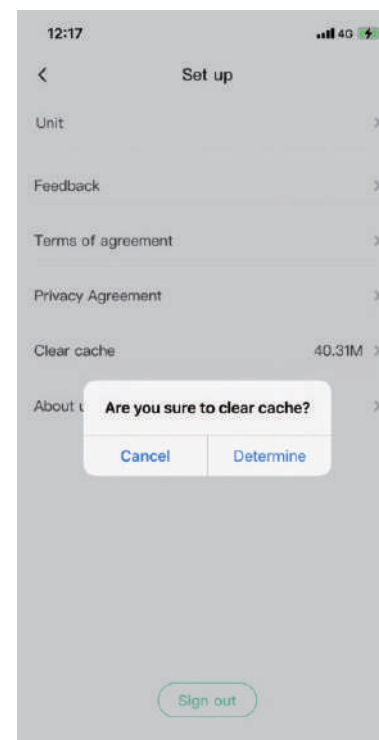 12:17 4G
Set up
Unit
Feedback
Terms of agreement
Privacy Agreement
Clear cache 40.31M
About u
Are you sure to clear cache?
Cancel Determine
Sign out